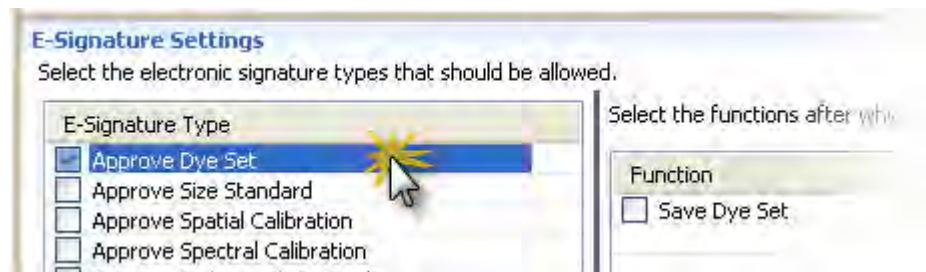 E-Signature Settings
Select the electronic signature types that should be allowed.
E-Signature Type
Approve Dye Set
Approve Size Standard
Approve Spatial Calibration
Approve Spectral Calibration
Select the functions after
Function
Save Dye Set